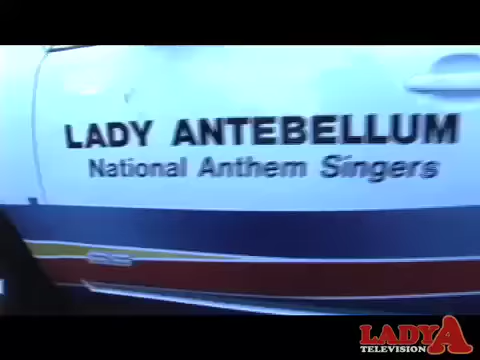 LADY ANTEBELLUM
National Anthem Singers
LADY A
TELEVISION